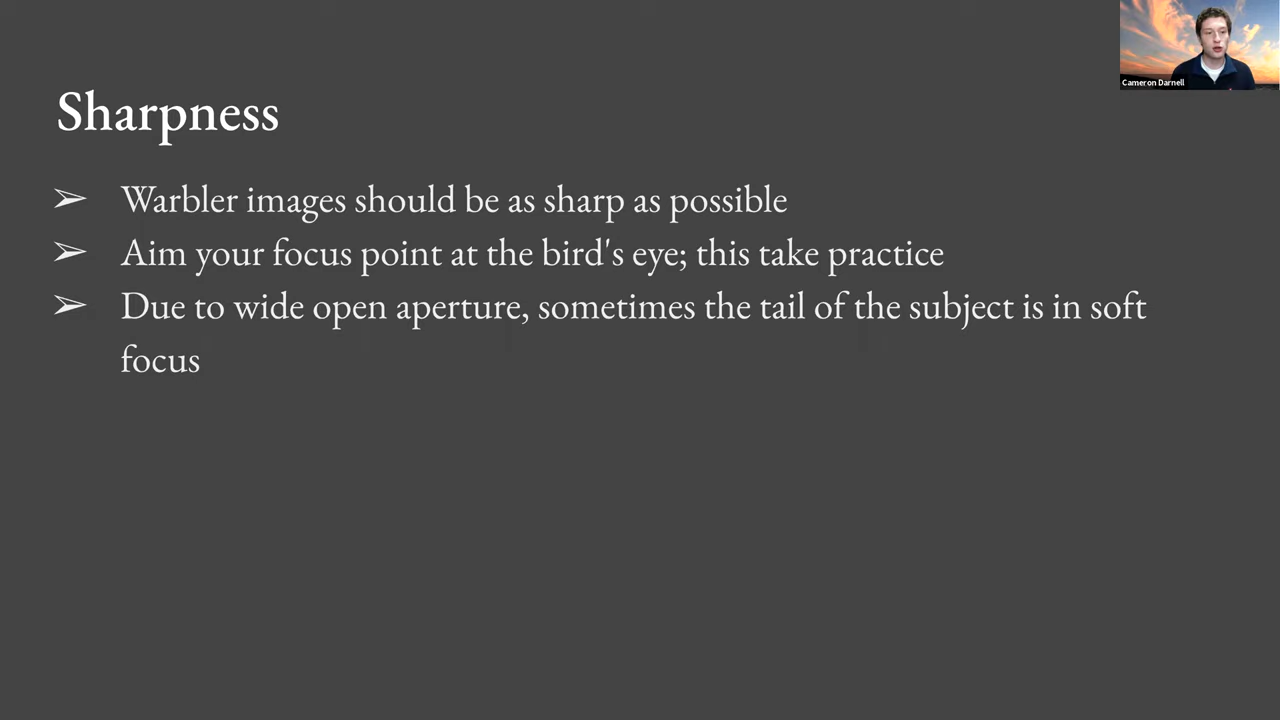 Cameron Darnell
Sharpness
➢ Warbler images should be as sharp as possible
➢ Aim your focus point at the bird's eye; this take practice
➢ Due to wide open aperture, sometimes the tail of the subject is in soft
focus